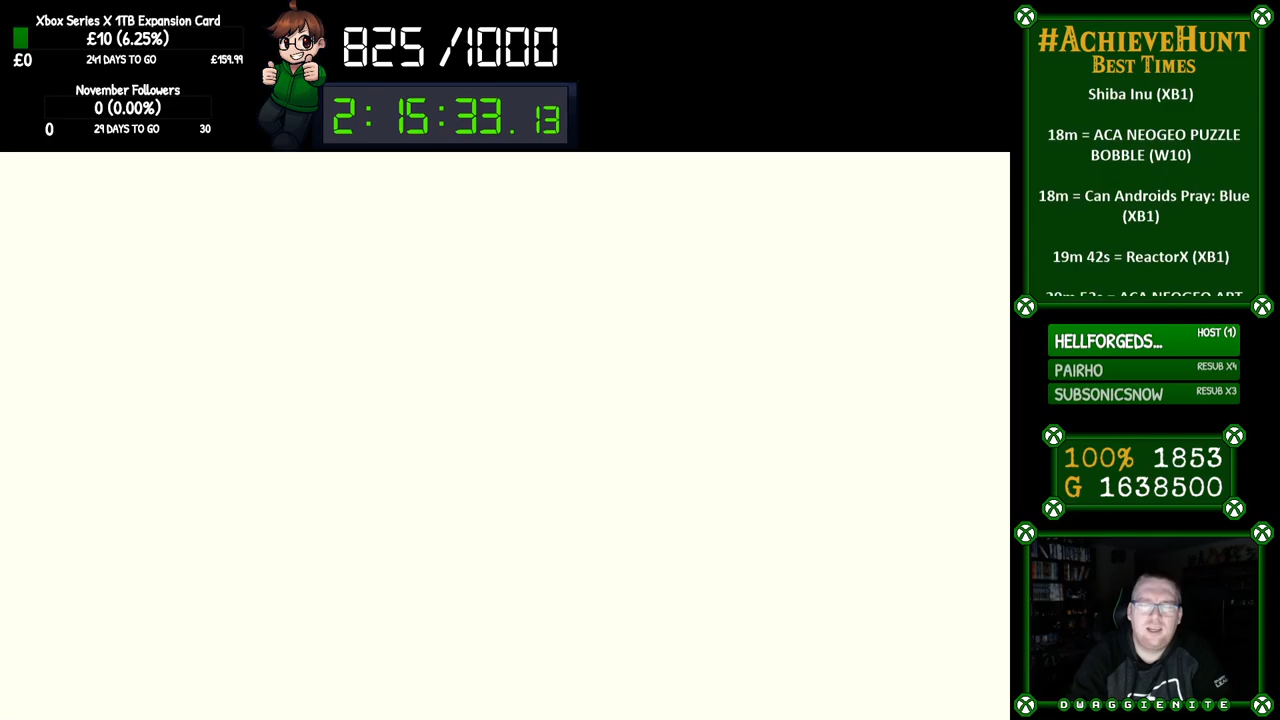 Xbox Series X 1TB Expansion Card
£10 (6.25%)
£0
241 DAYS TO GO
£159.99
November Followers
0 (0.00%)
0
29 DAYS TO GO
30
825 /1000
2:15:33.13
#ACHIEVEHUNT
BEST TIMES
Shiba Inu (XB1)
18m = ACA NEOGEO PUZZLE
BOBBLE (W10)
18m = Can Androids Pray: Blue
(XB1)
19m 42s = ReactorX (XB1)
HELLFORGEDS...
HOST (1)
PAIRHO
RESUB X4
SUBSONICSNOW
RESUB X3
100% 1853
G 1638500
DWAGGIENITE